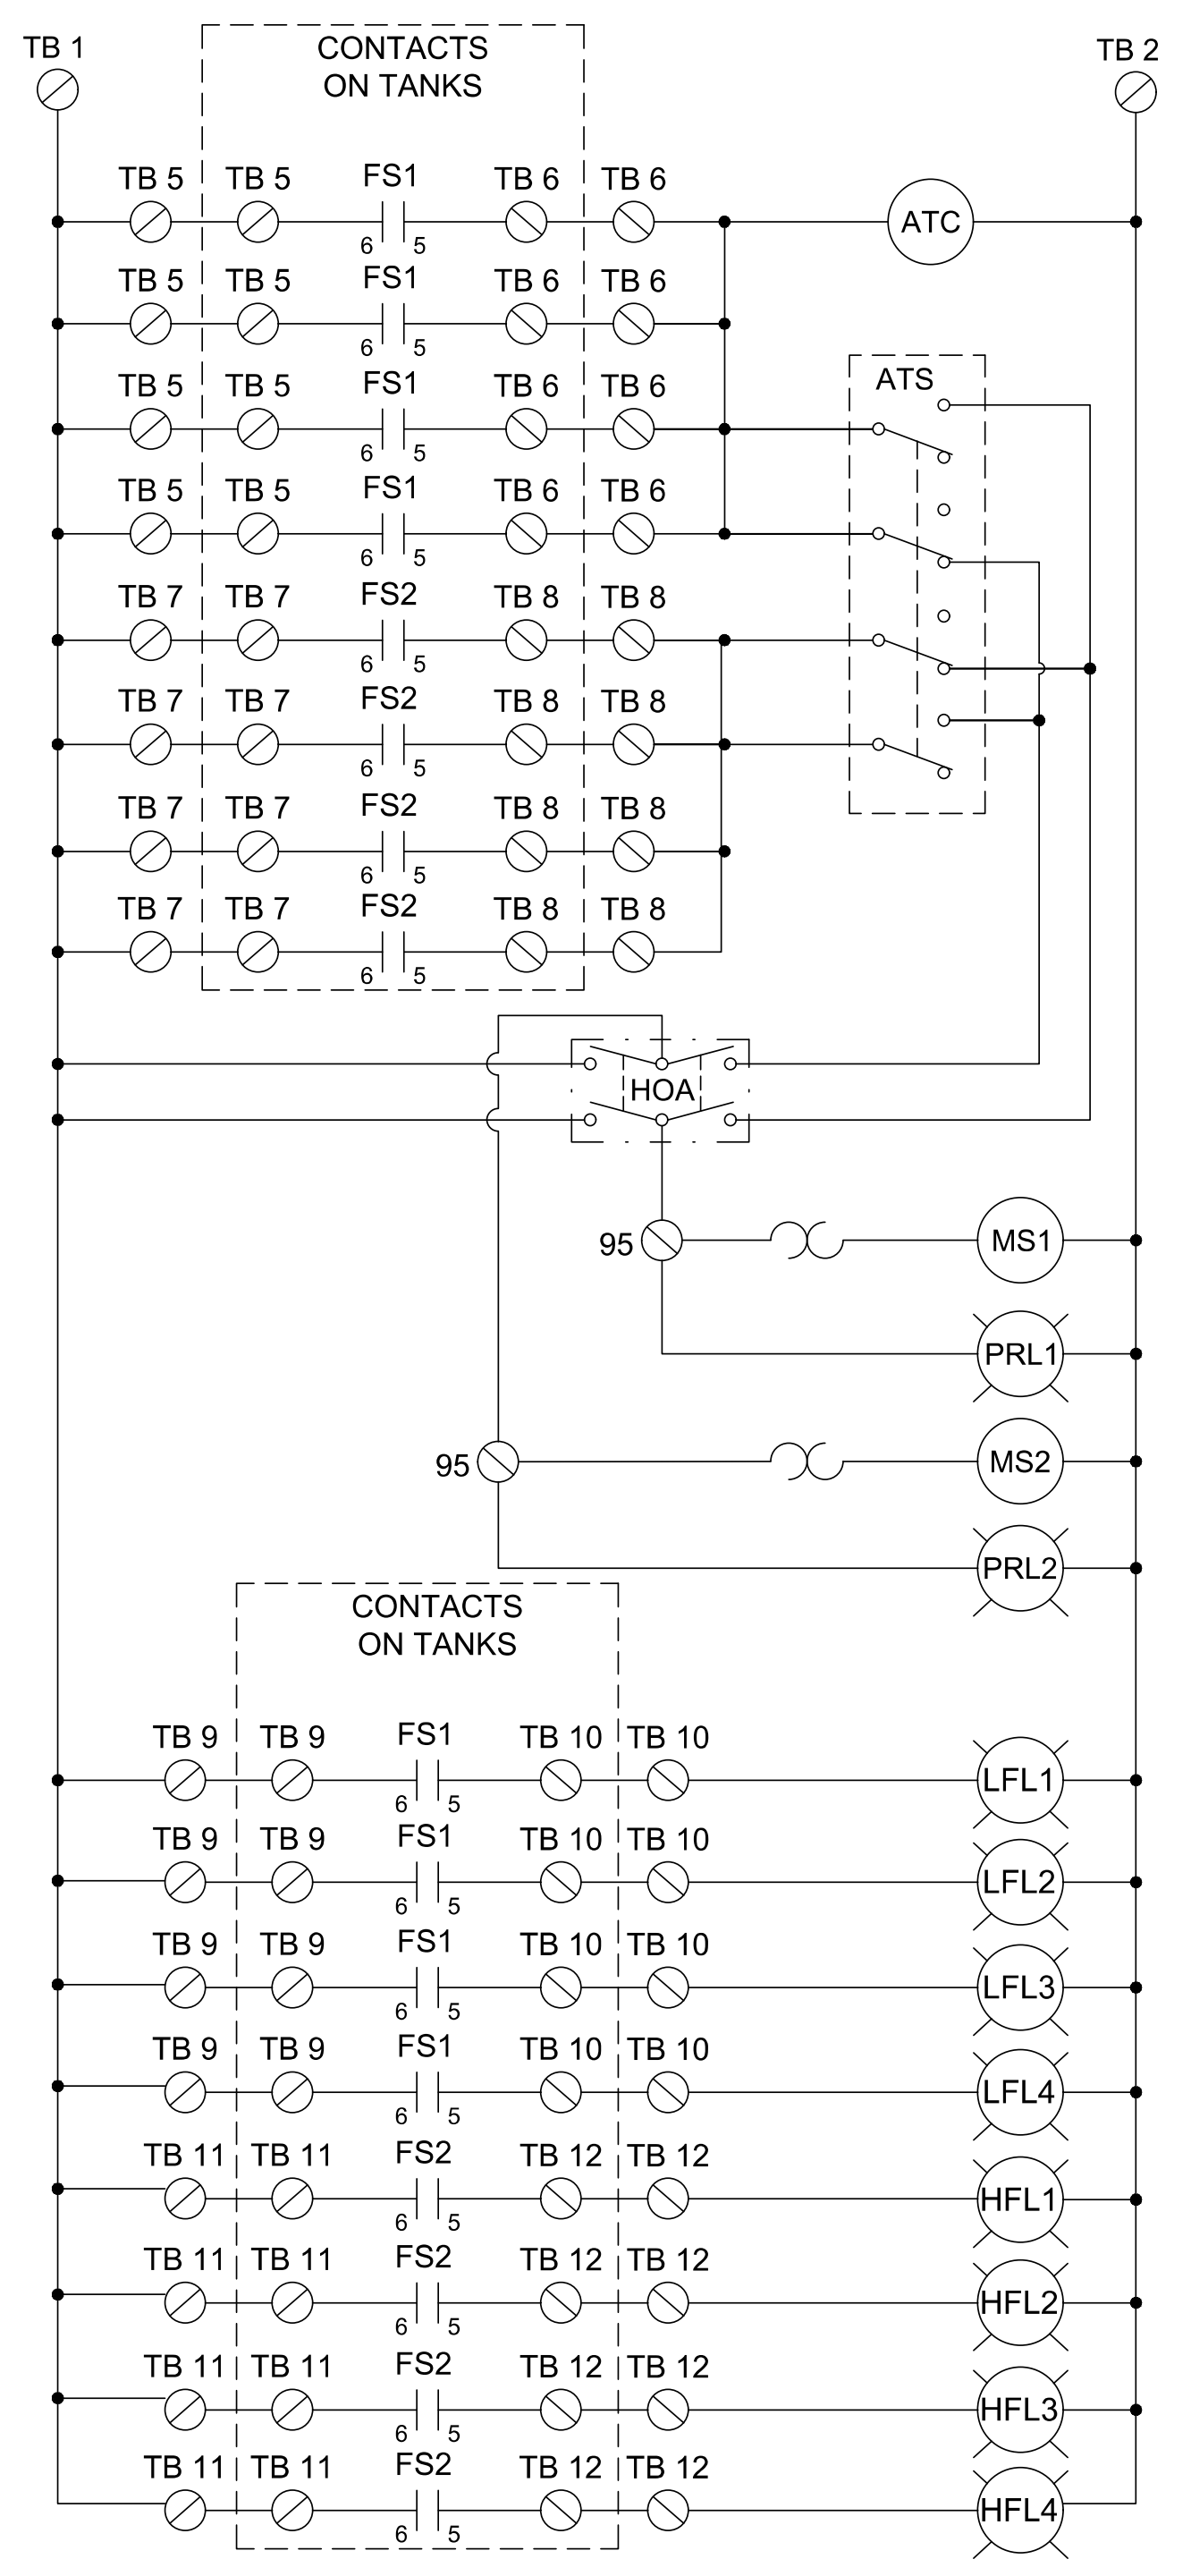 TB 1
CONTACTS
ON TANKS
TB 2
TB 5 TB 5 FS1 TB 6 TB 6
6 5
ATC
TB 5 TB 5 FS1 TB 6 TB 6
6 5
TB 5 TB 5 FS1 TB 6 TB 6
6 5
ATS
TB 5 TB 5 FS1 TB 6 TB 6
6 5
TB 7 TB 7 FS2 TB 8 TB 8
6 5
TB 7 TB 7 FS2 TB 8 TB 8
6 5
TB 7 TB 7 FS2 TB 8 TB 8
6 5
TB 7 TB 7 FS2 TB 8 TB 8
6 5
HOA
95 MS1
PRL1
95 MS2
PRL2
CONTACTS
ON TANKS
TB 9 TB 9 FS1 TB 10 TB 10
6 5
LFL1
TB 9 TB 9 FS1 TB 10 TB 10
6 5
LFL2
TB 9 TB 9 FS1 TB 10 TB 10
6 5
LFL3
TB 9 TB 9 FS1 TB 10 TB 10
6 5
LFL4
TB 11 TB 11 FS2 TB 12 TB 12
6 5
HFL1
TB 11 TB 11 FS2 TB 12 TB 12
6 5
HFL2
TB 11 TB 11 FS2 TB 12 TB 12
6 5
HFL3
TB 11 TB 11 FS2 TB 12 TB 12
6 5
HFL4